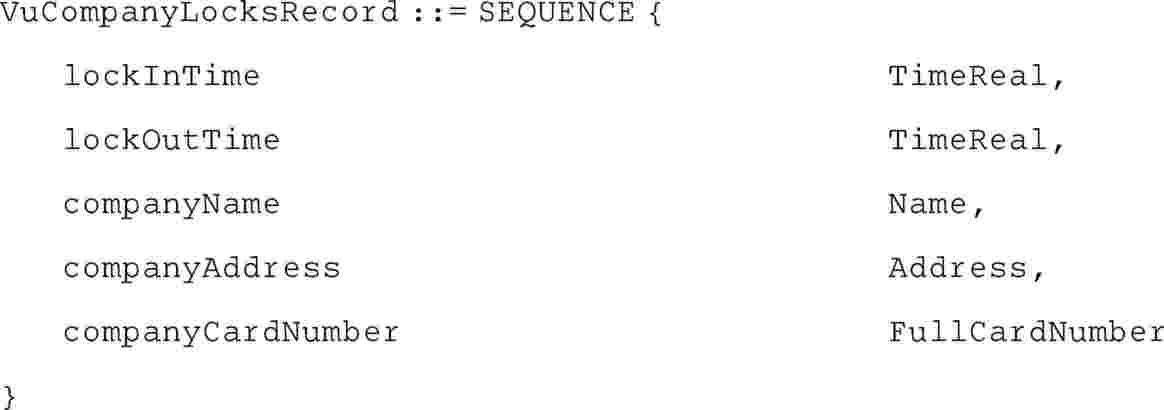 VuCompanyLocksRecord ::= SEQUENCE {
lockInTime TimeReal,
lockOutTime TimeReal,
companyName Name,
companyAddress Address,
companyCardNumber FullCardNumber
}